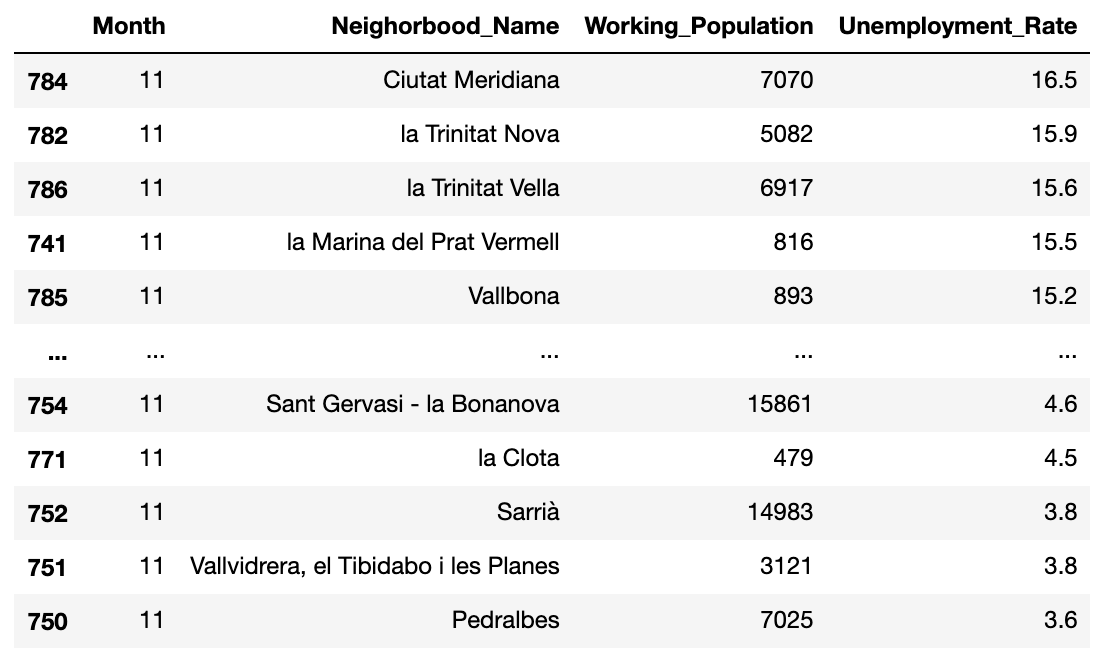 Month Neighorbood_Name Working_Population Unemployment_Rate
784 11 Ciutat Meridiana 7070 16.5
782 11 la Trinitat Nova 5082 15.9
786 11 la Trinitat Vella 6917 15.6
741 11 la Marina del Prat Vermell 816 15.5
785 11 Vallbona 893 15.2
... ... ... ... ...
754 11 Sant Gervasi - la Bonanova 15861 4.6
771 11 la Clota 479 4.5
752 11 Sarrià 14983 3.8
751 11 Vallvidrera, el Tibidabo i les Planes 3121 3.8
750 11 Pedralbes 7025 3.6